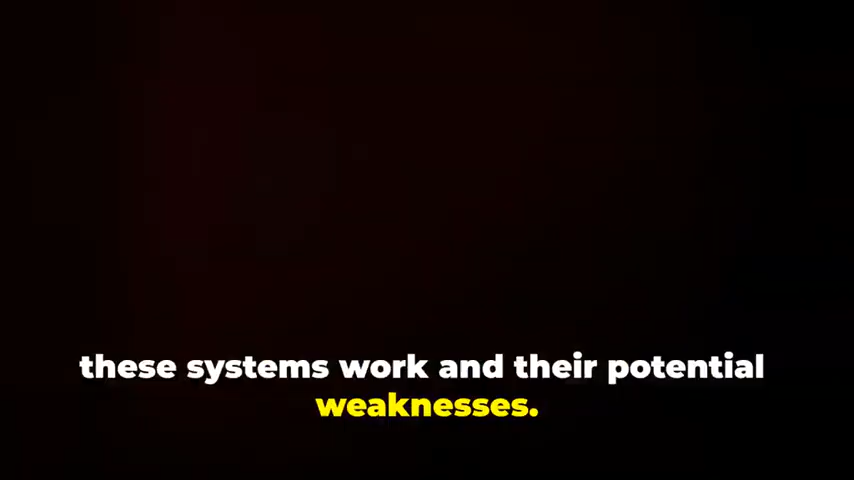 these systems work and their potential
weaknesses.